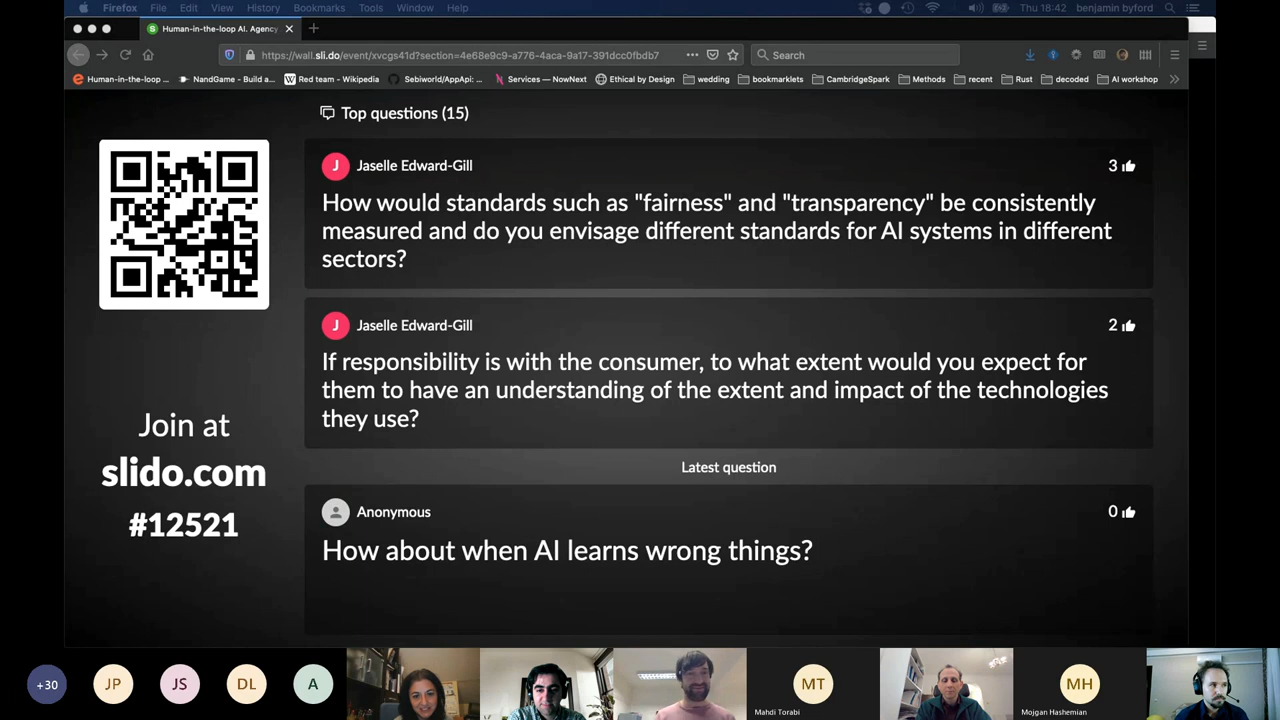 Firefox File Edit View History Bookmarks Tools Window Help
Thu 18:42 benjamin byford
Human-in-the-loop AI. Agency
https://wall.sli.do/event/xvcgs41d?section=4e68e9c9-a776-4aca-9a17-391dcc0fbdb7
Search
Human-in-the-loop ... NandGame - Build a... Red team - Wikipedia Sebiworld/AppApi: ... Services — NowNext Ethical by Design wedding bookmarklets CambridgeSpark Methods recent Rust decoded AI workshop
Top questions (15)
J Jaselle Edward-Gill 3
How would standards such as "fairness" and "transparency" be consistently
measured and do you envisage different standards for AI systems in different
sectors?
J Jaselle Edward-Gill 2
If responsibility is with the consumer, to what extent would you expect for
them to have an understanding of the extent and impact of the technologies
they use?
Join at
slido.com
#12521
Latest question
Anonymous 0
How about when AI learns wrong things?
+30 JP JS DL A MT MH
Mahdi Torabi
Mojgan Hashemian